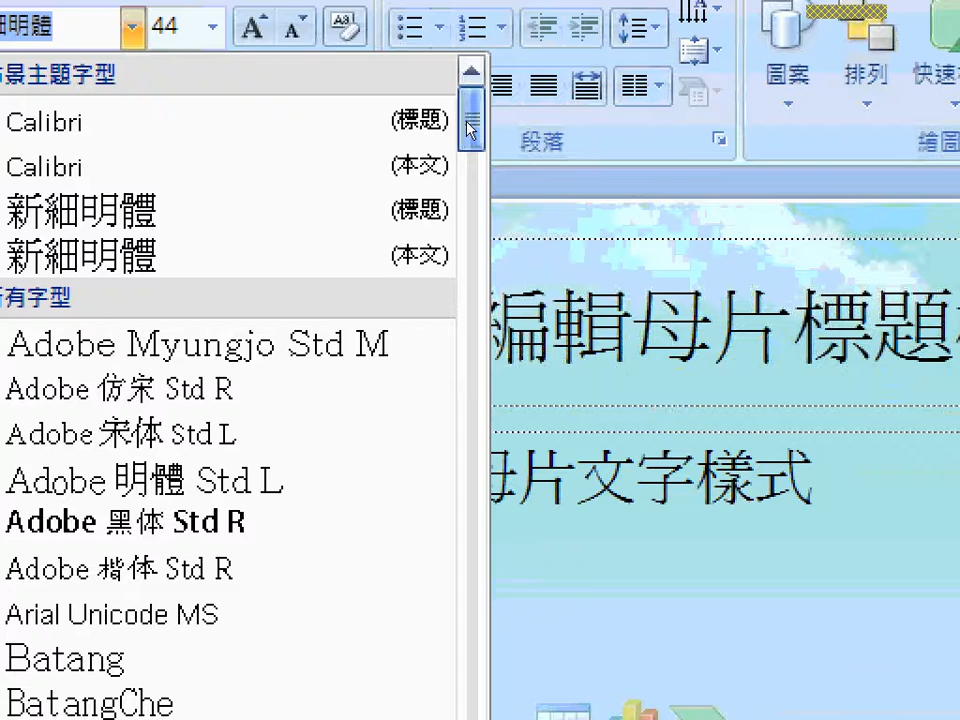 細明體 44
圖案 排列 快速
段落 繪圖
佈景主題字型
Calibri (標題)
Calibri (本文)
新細明體 (標題)
新細明體 (本文)
所有字型
Adobe Myungjo Std M
Adobe 仿宋 Std R
Adobe 宋体 Std L
Adobe 明體 Std L
Adobe 黑体 Std R
Adobe 楷体 Std R
Arial Unicode MS
Batang
BatangChe
編輯母片標題
母片文字樣式